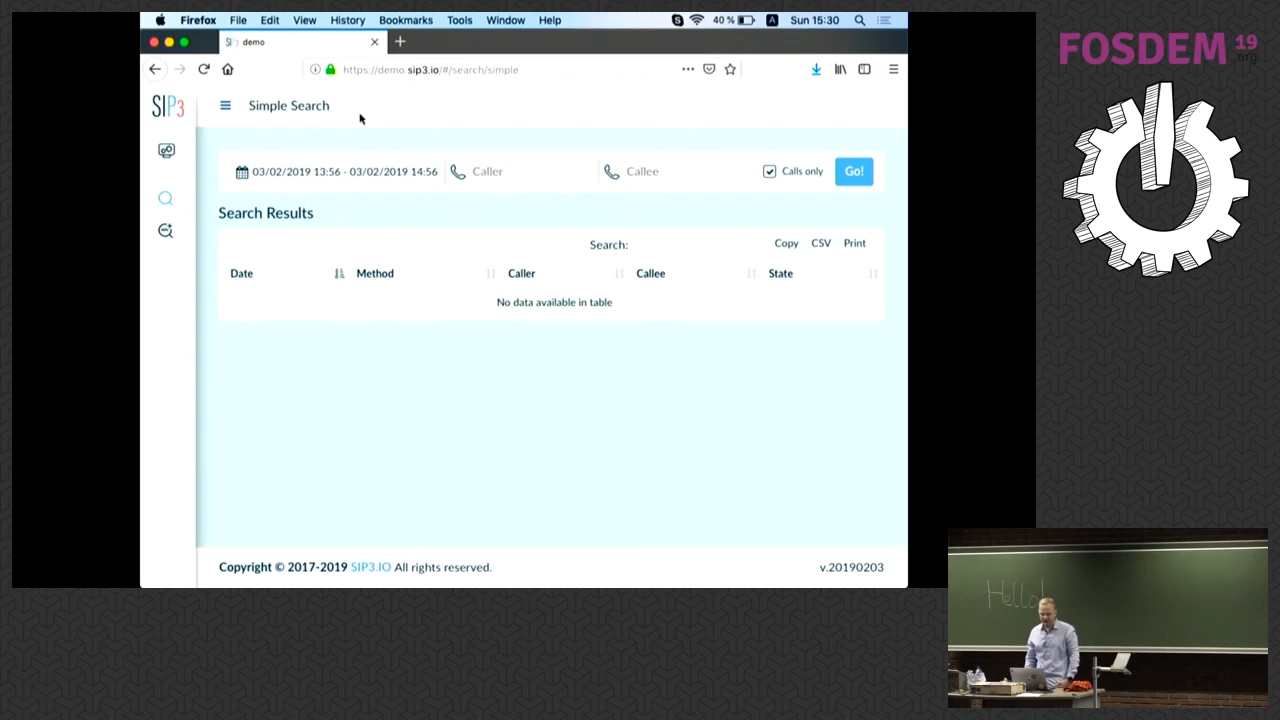 Firefox File Edit View History Bookmarks Tools Window Help 40 % A Sun 15:30
demo
https://demo.sip3.io/#/search/simple
SIP3 Simple Search
03/02/2019 13:56 - 03/02/2019 14:56 Caller Callee Calls only Go!
Search Results
Search: Copy CSV Print
Date Method Caller Callee State
No data available in table
Copyright © 2017-2019 SIP3.IO All rights reserved. v.20190203
FOSDEM 19
.org
Hello!